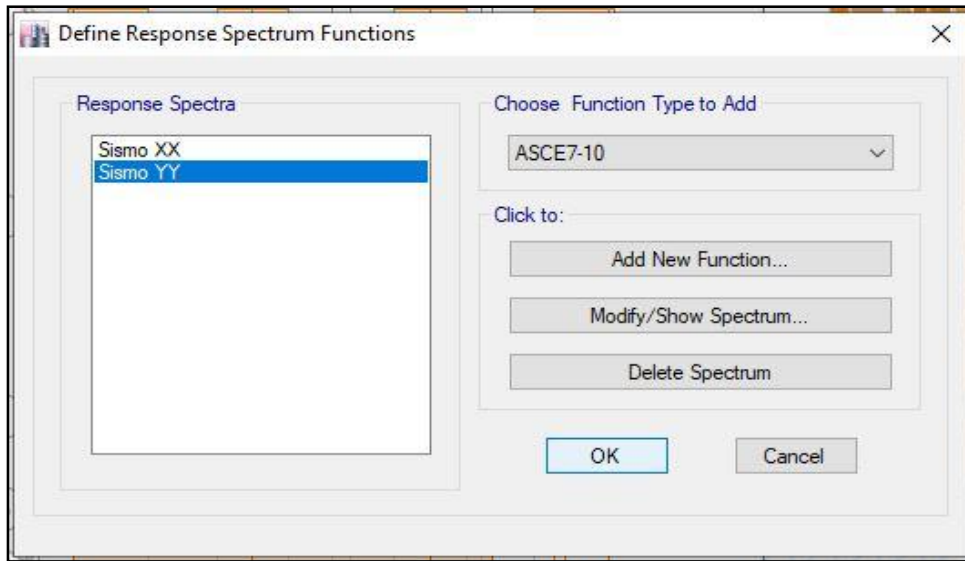 Define Response Spectrum Functions
Response Spectra
Sismo XX
Sismo YY
Choose Function Type to Add
ASCE7-10
Click to:
Add New Function...
Modify/Show Spectrum...
Delete Spectrum
OK
Cancel